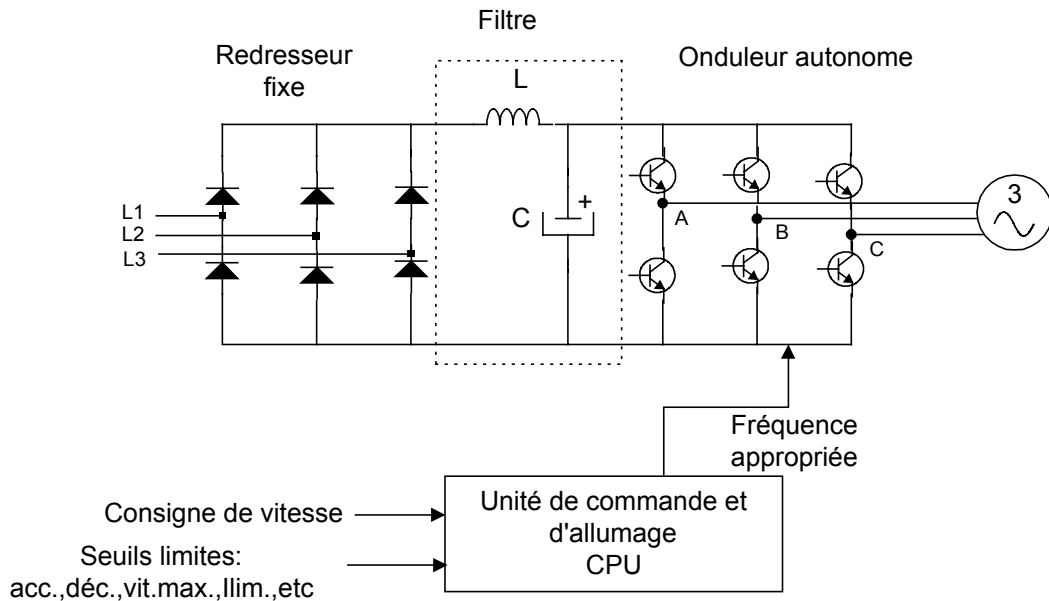 Filtre
Redresseur
fixe
Onduleur autonome
L
L1
L2
L3
C
+
A
B
C
3
Fréquence
appropriée
Consigne de vitesse
Seuils limites:
acc.,déc.,vit.max.,Ilim.,etc
Unité de commande et
d'allumage
CPU